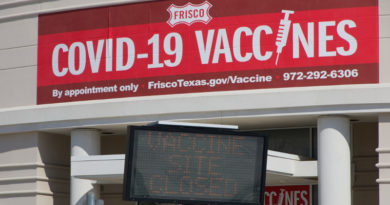 FRISCO
COVID-19 VACCINES
By appointment only / FriscoTexas.gov/Vaccine / 972-292-6306
VACCINE
SITE
CLOSED
CINES